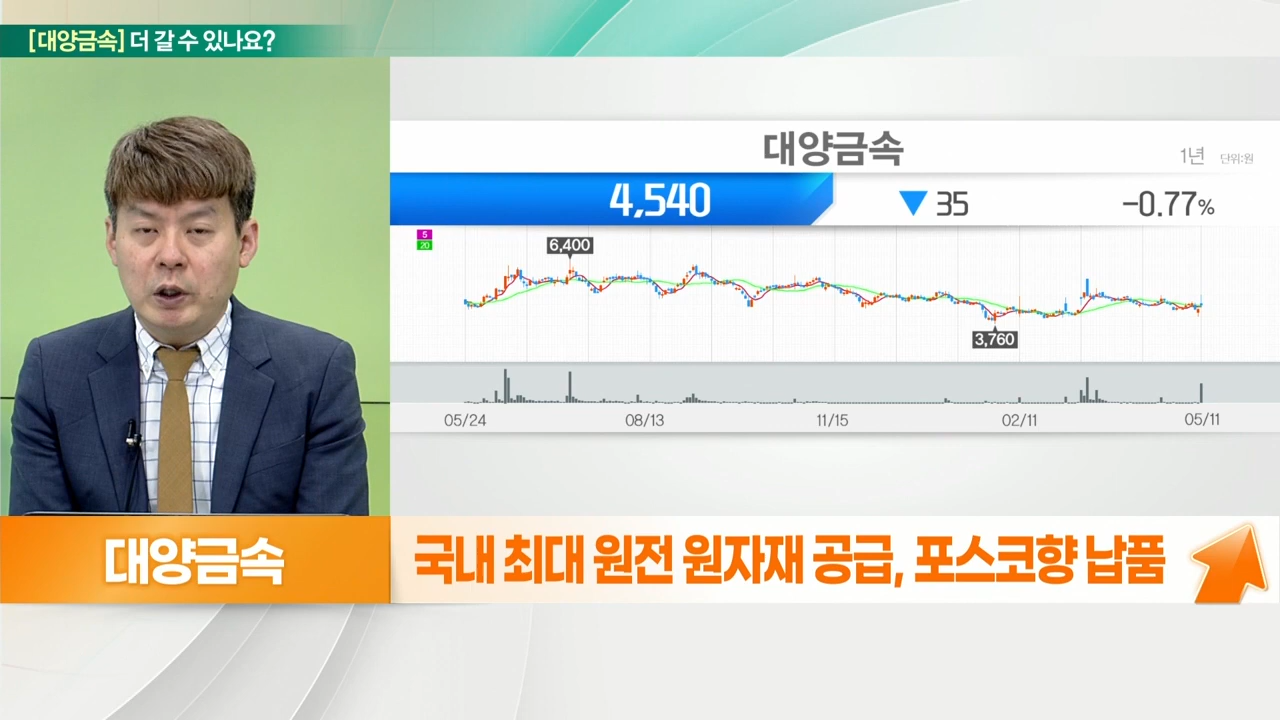 [대양금속] 더 갈 수 있나요?
대양금속
1년 단위:원
4,540 ▼ 35 -0.77%
5
20
6,400
3,760
05/24 08/13 11/15 02/11 05/11
대양금속
국내 최대 원전 원자재 공급, 포스코향 납품